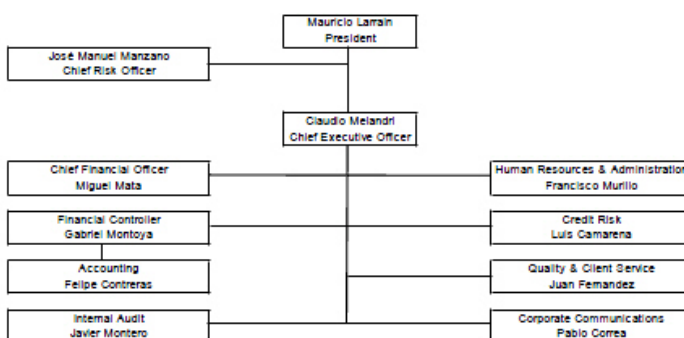 Mauricio Larrain
President
José Manuel Manzano
Chief Risk Officer
Claudio Melandri
Chief Executive Officer
Chief Financial Officer
Miguel Mata
Human Resources & Administration
Francisco Murillo
Financial Controller
Gabriel Montoya
Credit Risk
Luis Camarena
Accounting
Felipe Contreras
Quality & Client Service
Juan Fernandez
Internal Audit
Javier Montero
Corporate Communications
Pablo Correa